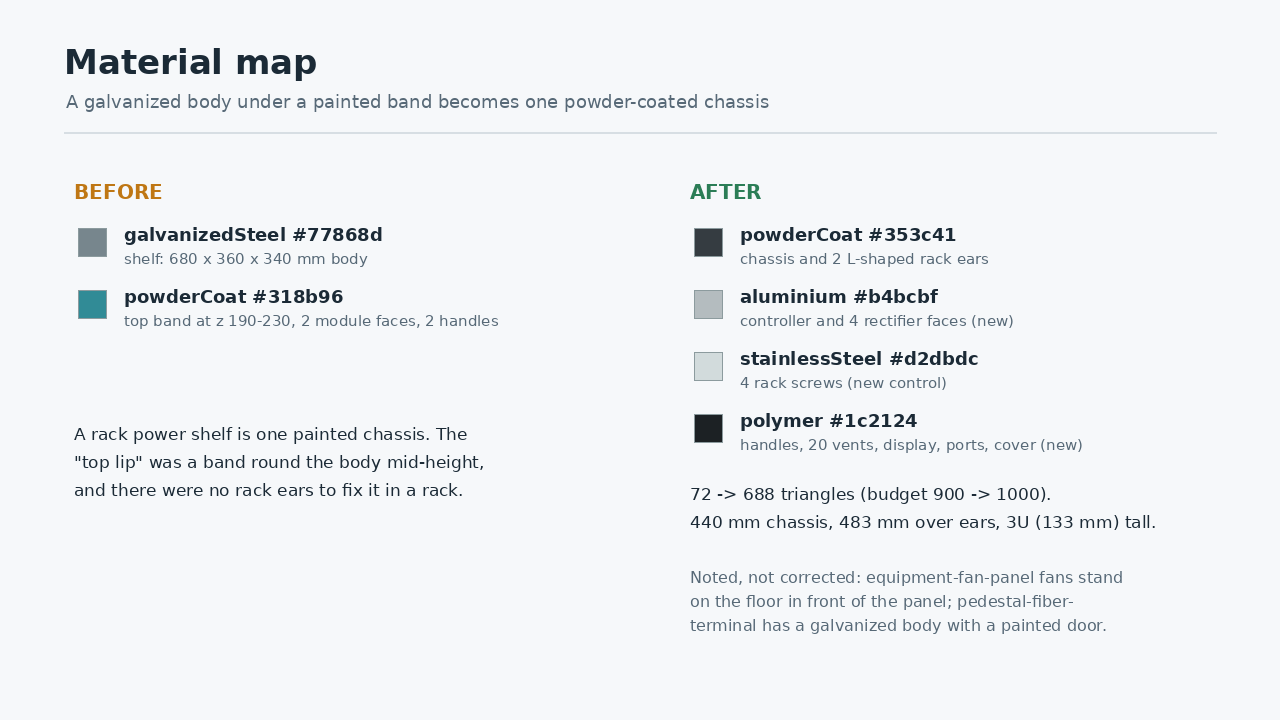 Material map
A galvanized body under a painted band becomes one powder-coated chassis
BEFORE
galvanizedSteel #77868d
shelf: 680 x 360 x 340 mm body
powderCoat #318b96
top band at z 190-230, 2 module faces, 2 handles
A rack power shelf is one painted chassis. The
"top lip" was a band round the body mid-height,
and there were no rack ears to fix it in a rack.
AFTER
powderCoat #353c41
chassis and 2 L-shaped rack ears
aluminium #b4bcbf
controller and 4 rectifier faces (new)
stainlessSteel #d2dbdc
4 rack screws (new control)
polymer #1c2124
handles, 20 vents, display, ports, cover (new)
72 -> 688 triangles (budget 900 -> 1000).
440 mm chassis, 483 mm over ears, 3U (133 mm) tall.
Noted, not corrected: equipment-fan-panel fans stand
on the floor in front of the panel; pedestal-fiber-
terminal has a galvanized body with a painted door.